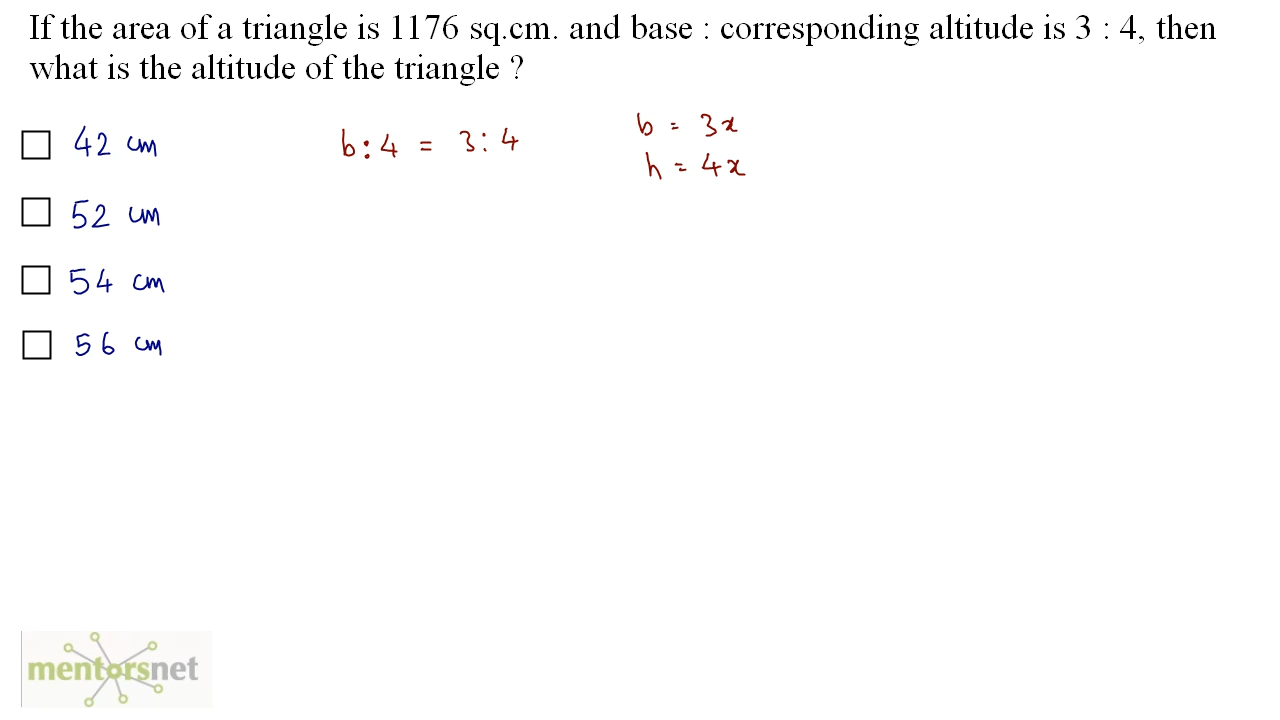 If the area of a triangle is 1176 sq.cm. and base : corresponding altitude is 3 : 4, then
what is the altitude of the triangle ?
42 cm
52 cm
54 cm
56 cm
b : 4 = 3 : 4
b = 3x
h = 4x
mentorsnet